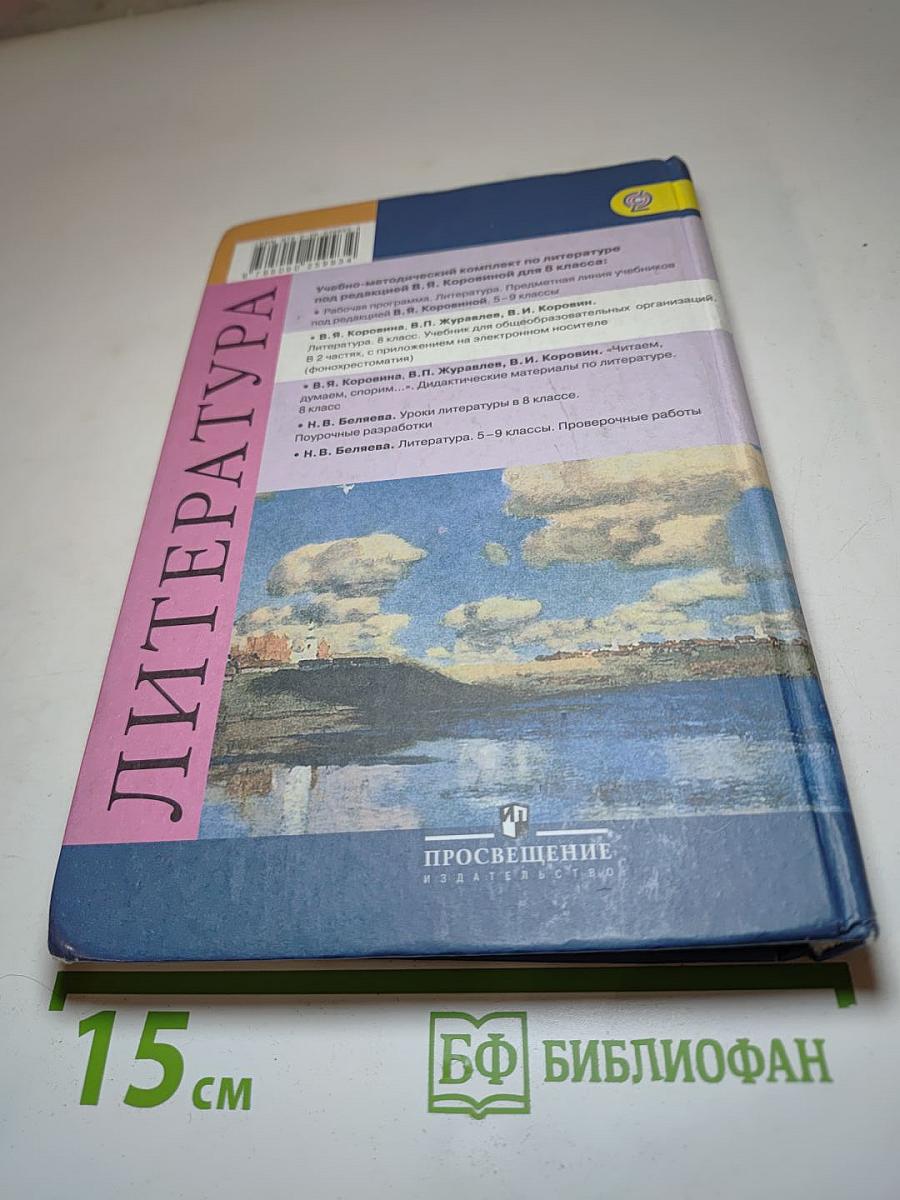 ЛИТЕРАТУРА
Учебно-методический комплект по литературе
под редакцией В. Я. Коровиной для 8 класса:
• Рабочая программа. Литература. Предметная линия учебников
под редакцией В. Я. Коровиной. 5–9 классы
• В. Я. Коровина, В. П. Журавлев, В. И. Коровин.
Литература. 8 класс. Учебник для общеобразовательных организаций.
В 2 частях, с приложением на электронном носителе
(фонохрестоматия)
• В. Я. Коровина, В. П. Журавлев, В. И. Коровин. «Читаем,
думаем, спорим...». Дидактические материалы по литературе.
8 класс
• Н. В. Беляева. Уроки литературы в 8 классе.
Поурочные разработки
• Н. В. Беляева. Литература. 5–9 классы. Проверочные работы
ПРОСВЕЩЕНИЕ
ИЗДАТЕЛЬСТВО
15 см
БФ БИБЛИОФАН